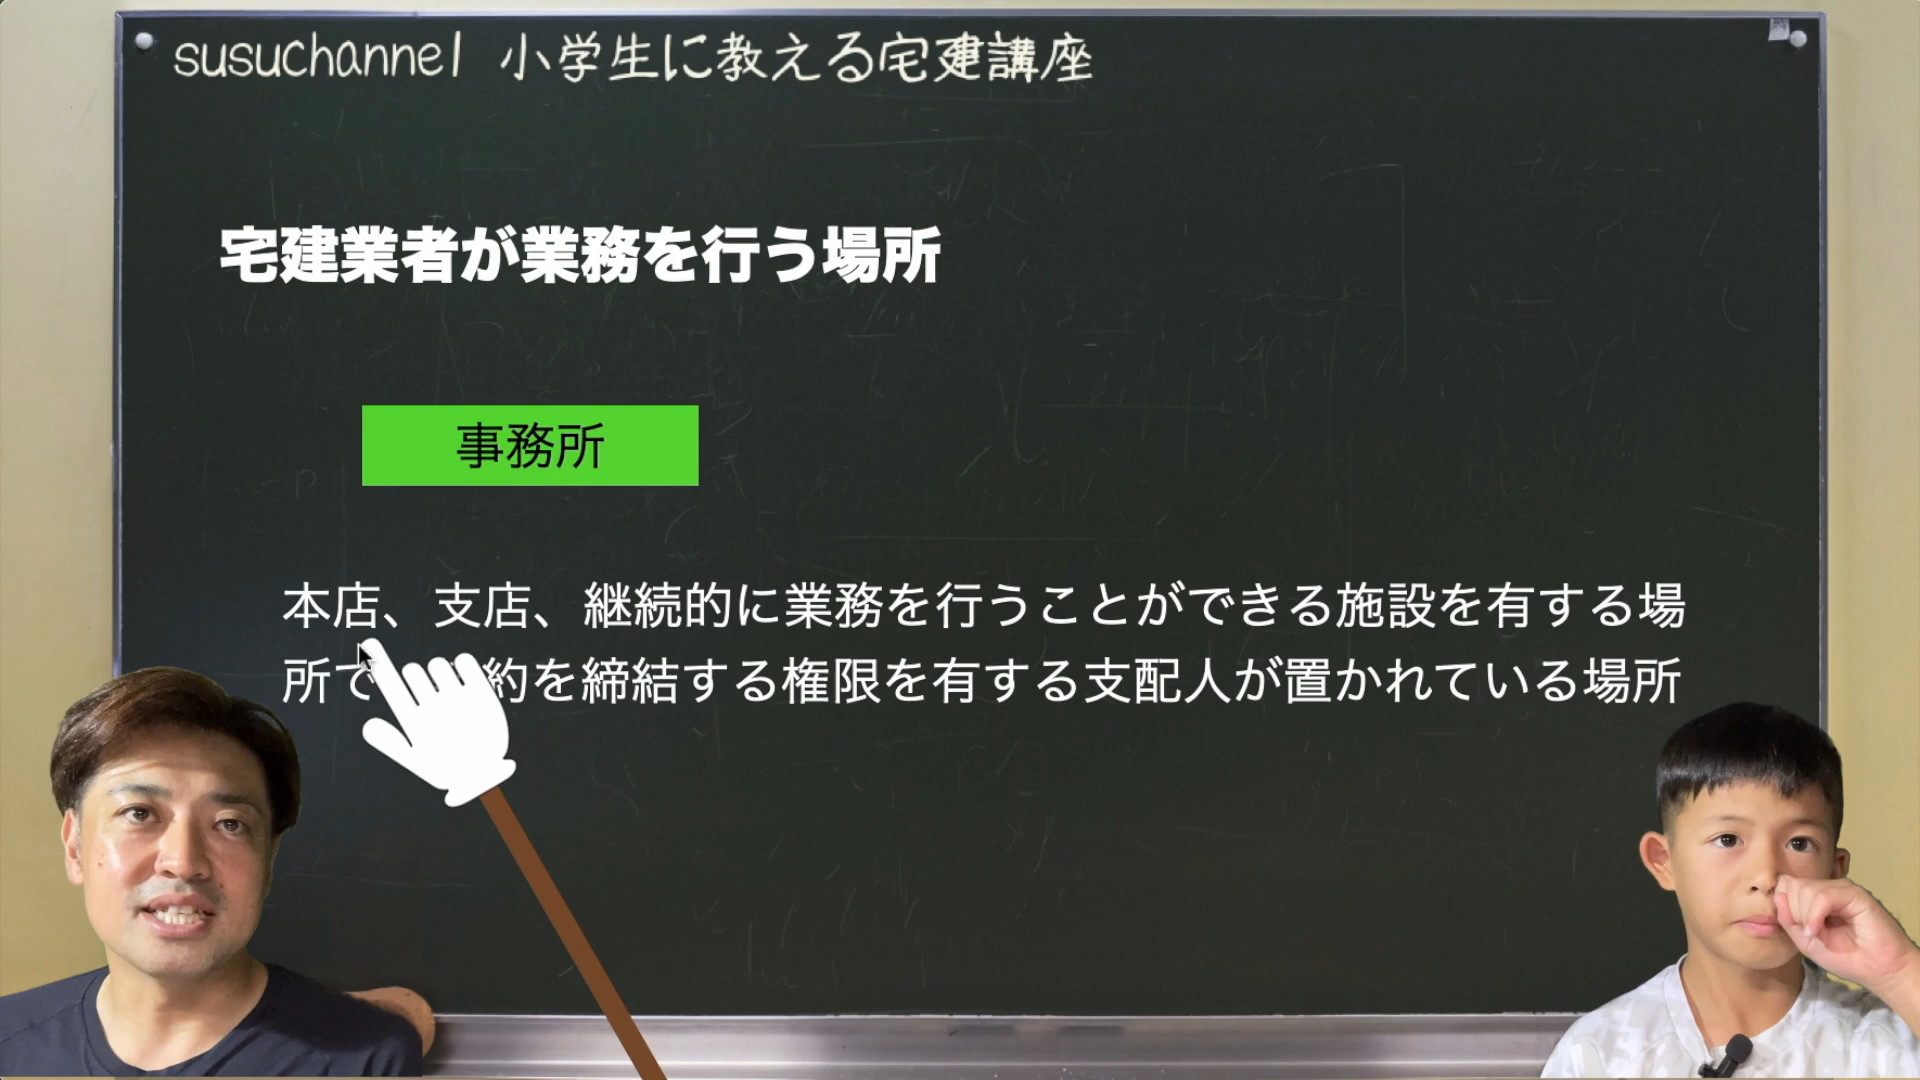 susuchannel 小学生に教える宅建講座
宅建業者が業務を行う場所
事務所
本店、支店、継続的に業務を行うことができる施設を有する場
所で 約を締結する権限を有する支配人が置かれている場所